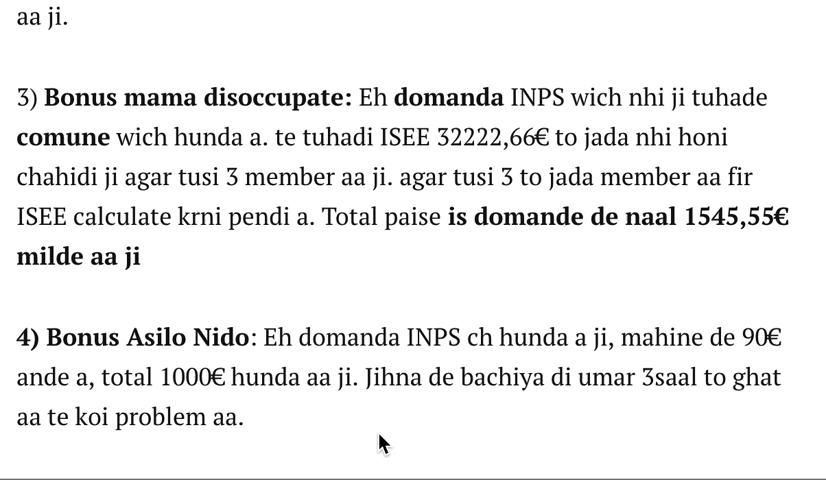 aa ji.
3) Bonus mama disoccupate: Eh domanda INPS wich nhi ji tuhade
comune wich hunda a. te tuhadi ISEE 32222,66€ to jada nhi honi
chahidi ji agar tusi 3 member aa ji. agar tusi 3 to jada member aa fir
ISEE calculate krni pendi a. Total paise is domande de naal 1545,55€
milde aa ji
4) Bonus Asilo Nido: Eh domanda INPS ch hunda a ji, mahine de 90€
ande a, total 1000€ hunda aa ji. Jihna de bachiya di umar 3saal to ghat
aa te koi problem aa.